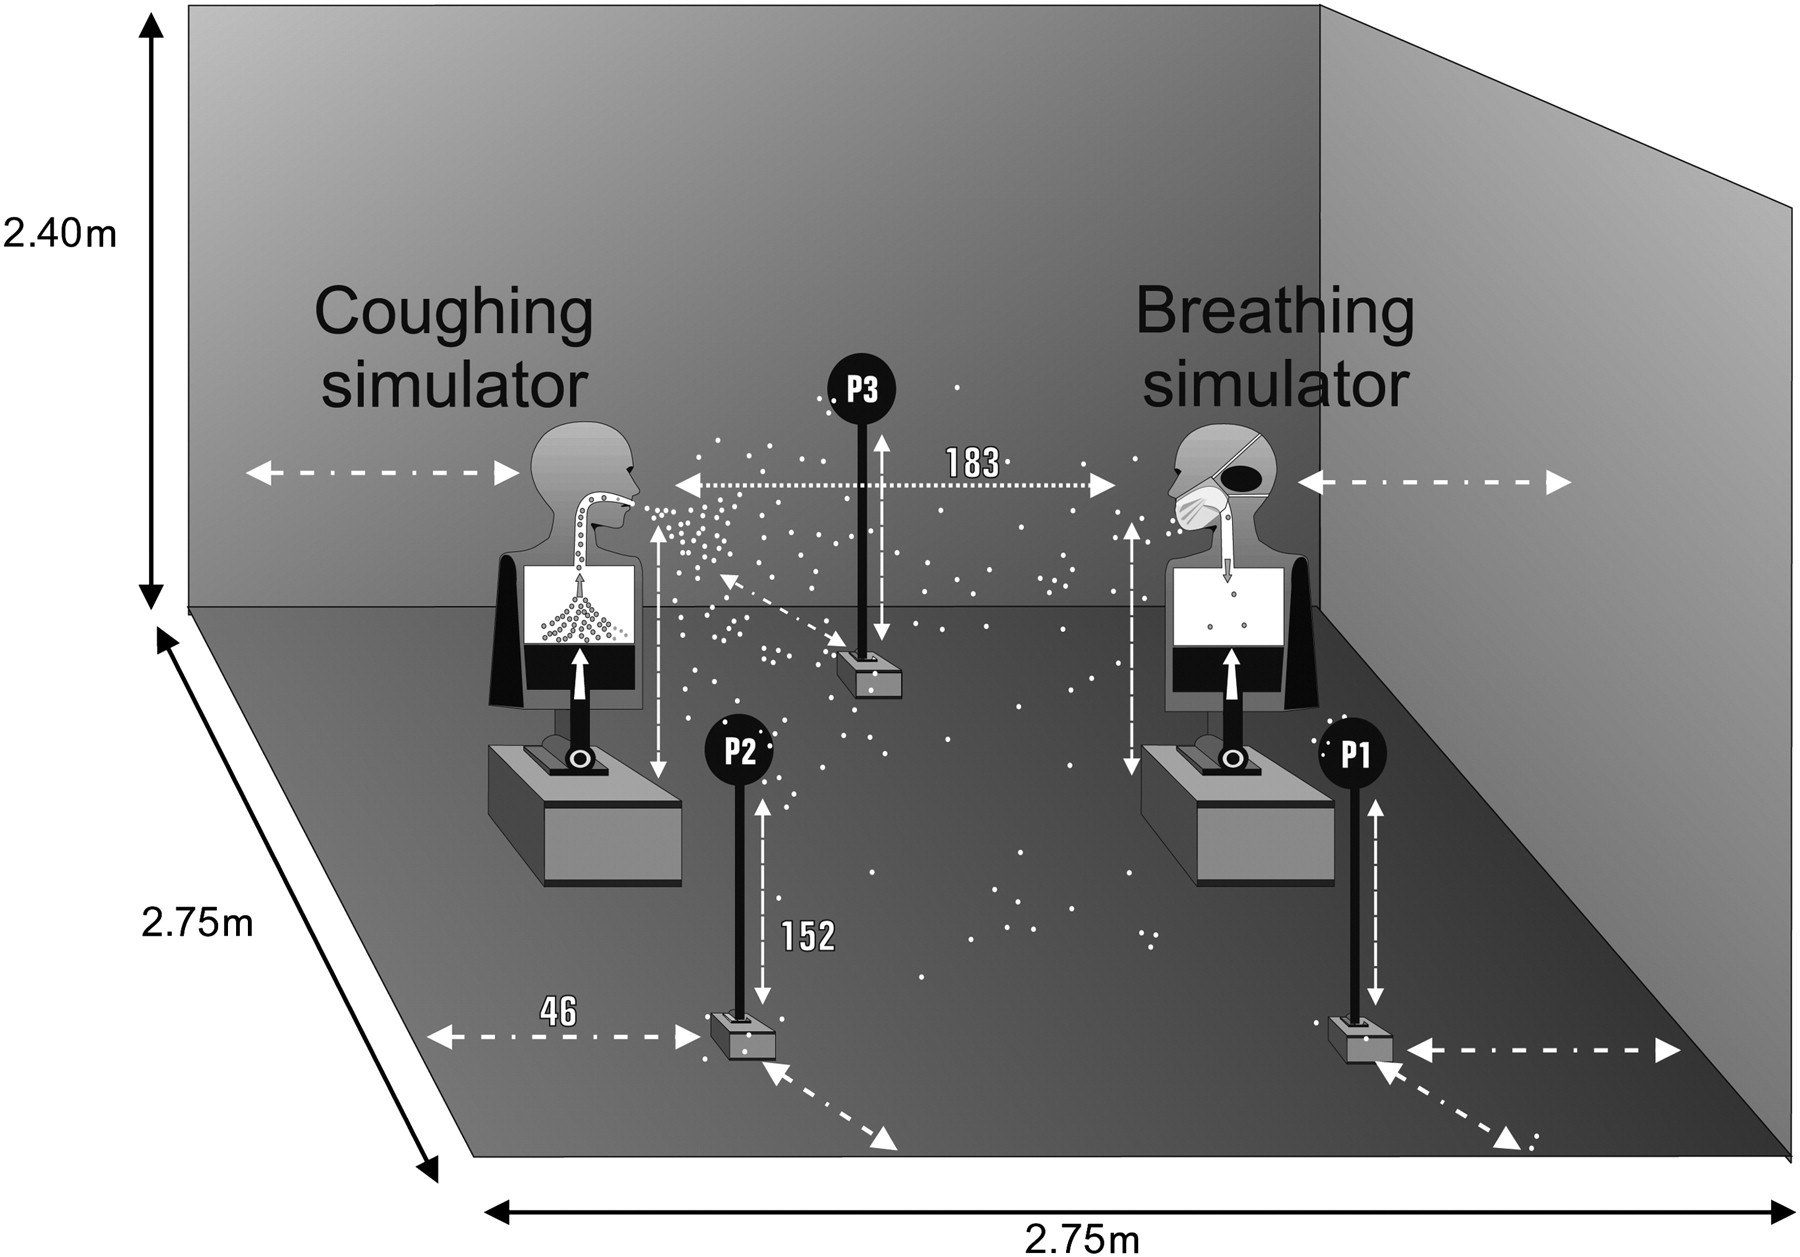 2.40m
Coughing
simulator
Breathing
simulator
P3
183
P2
P1
152
46
2.75m
2.75m